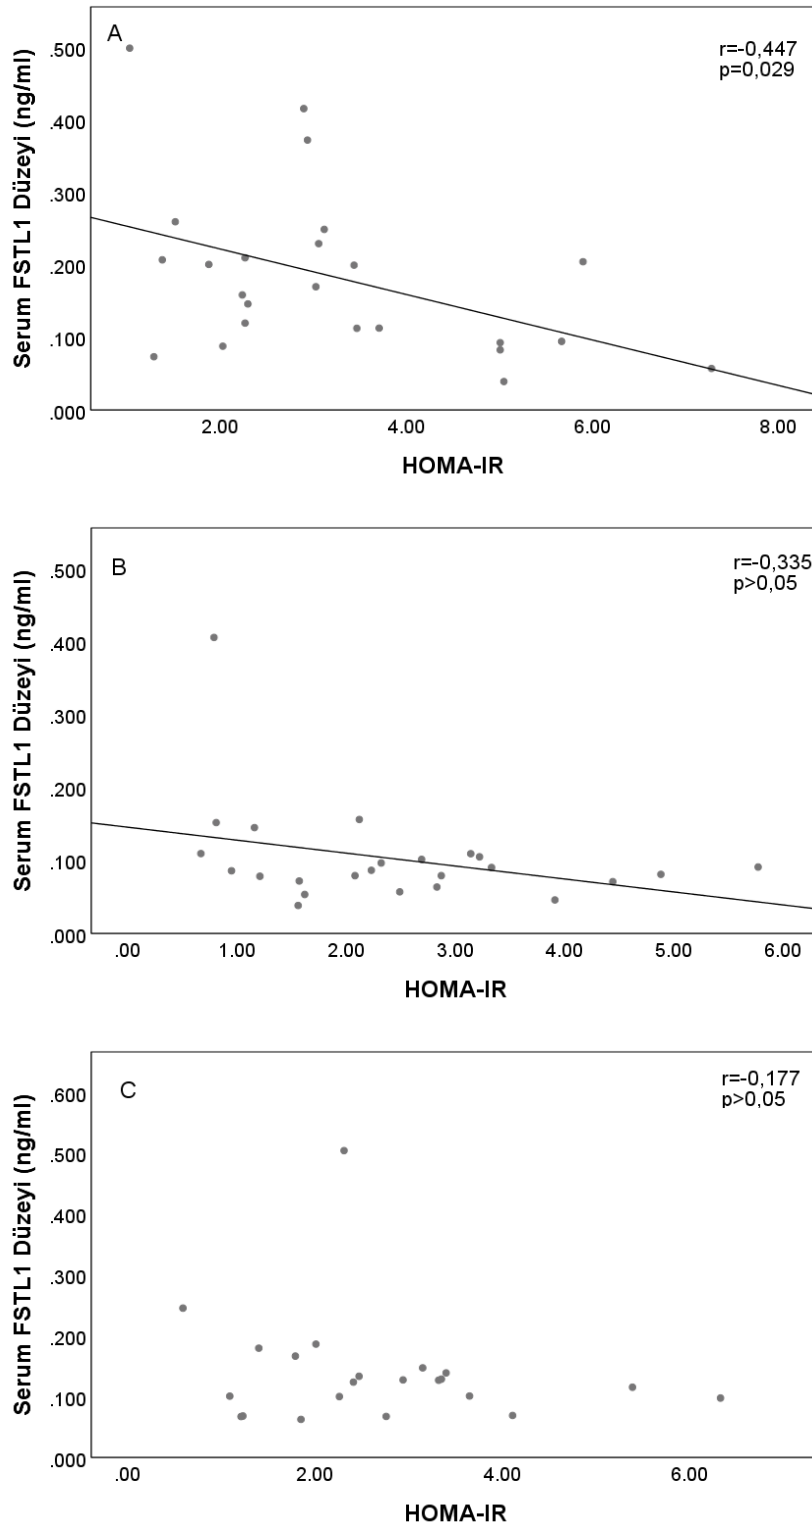 A
r=-0,447
p=0,029
Serum FSTL1 Düzeyi (ng/ml)
.500
.400
.300
.200
.100
.000
2.00 4.00 6.00 8.00
HOMA-IR
B
r=-0,335
p>0,05
Serum FSTL1 Düzeyi (ng/ml)
.500
.400
.300
.200
.100
.000
.00 1.00 2.00 3.00 4.00 5.00 6.00
HOMA-IR
C
r=-0,177
p>0,05
Serum FSTL1 Düzeyi (ng/ml)
.600
.500
.400
.300
.200
.100
.000
.00 2.00 4.00 6.00
HOMA-IR